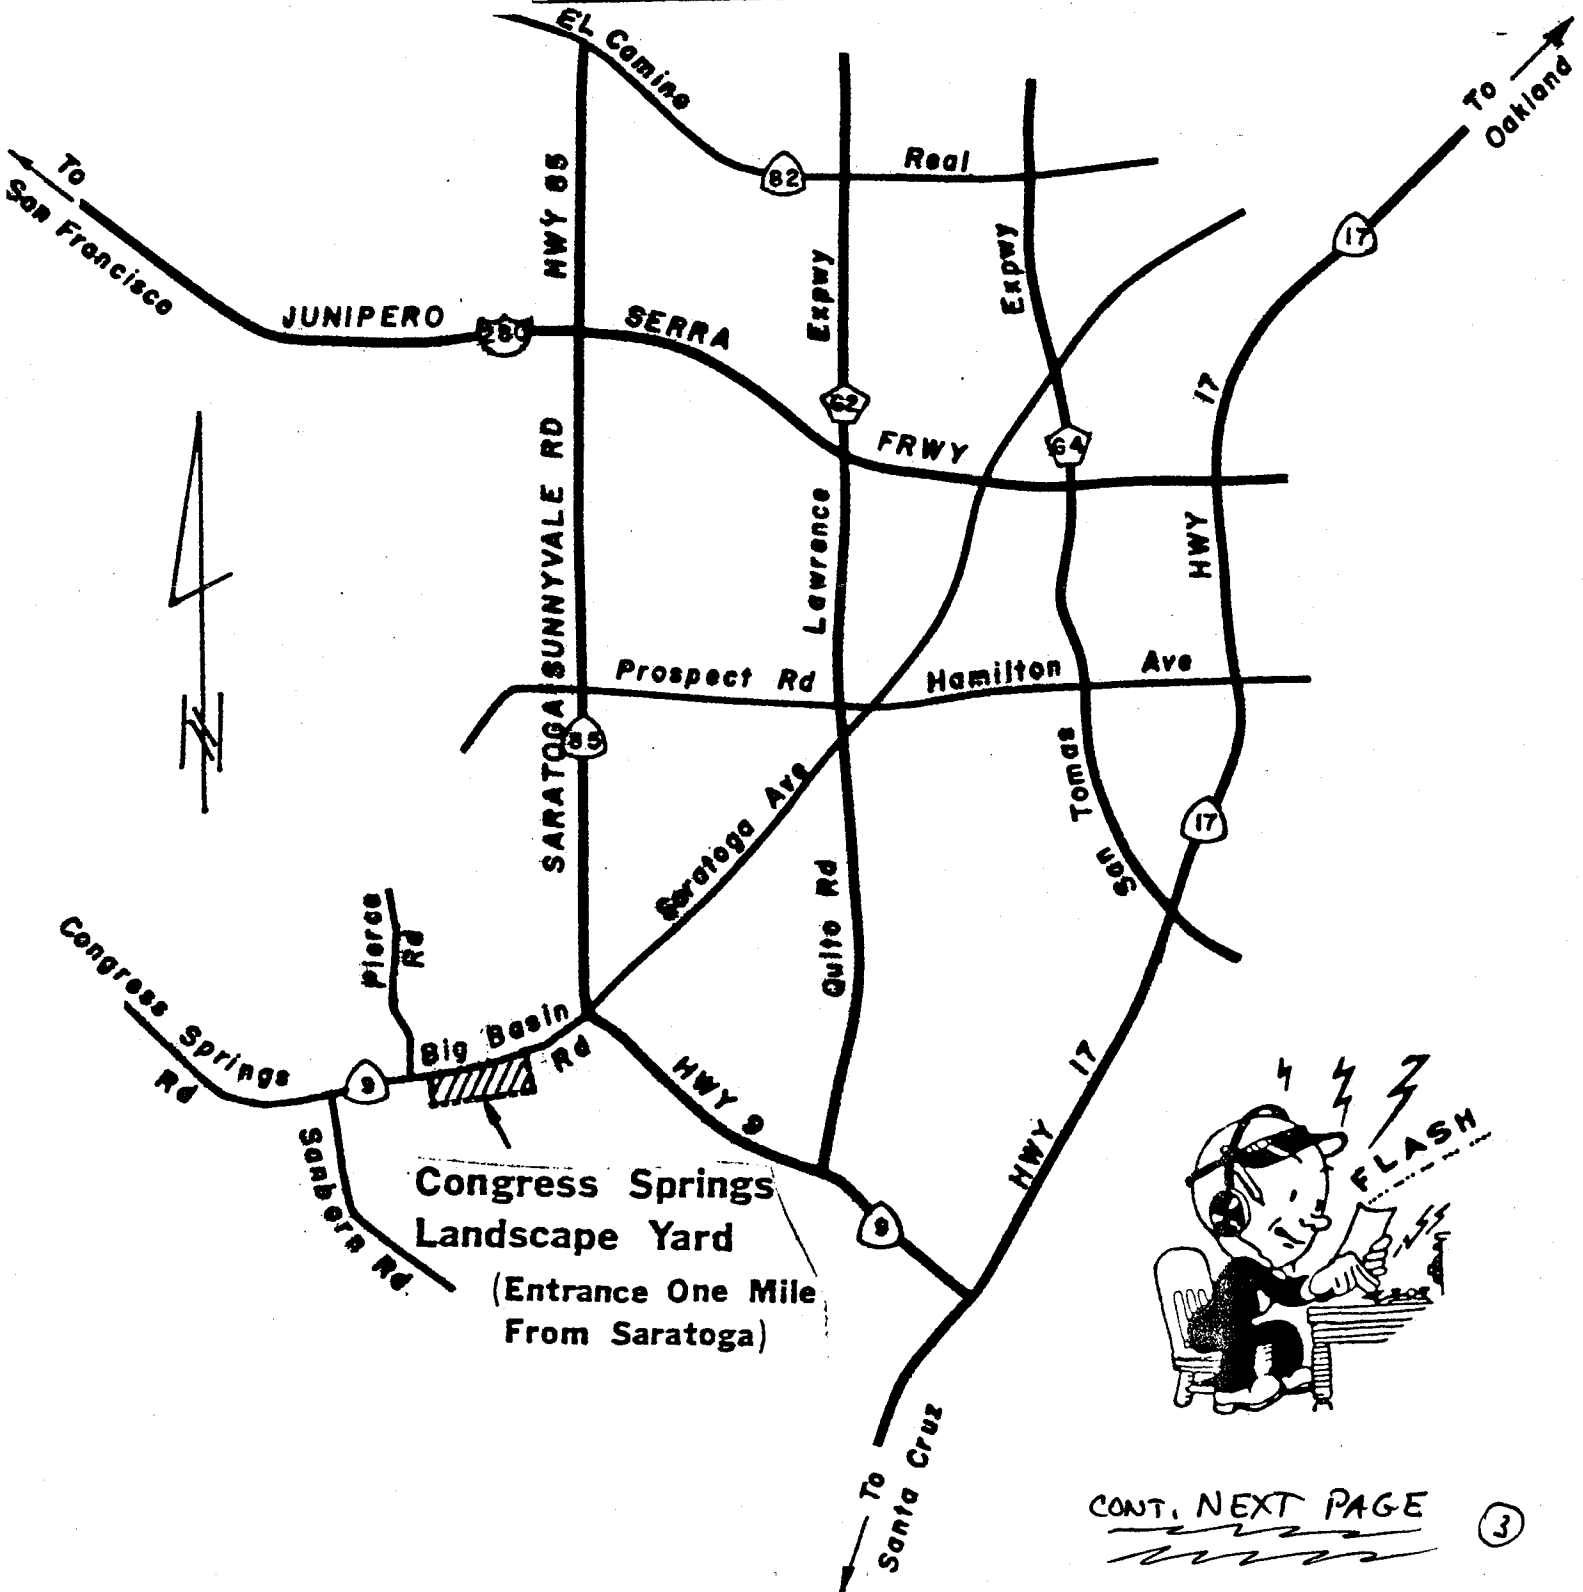 EL Camino
Real
82
To
Oakland
To
San Francisco
HWY 85
Expwy
Expwy
17
JUNIPERO
280
SERRA
FRWY
62
64
17
HWY
SARATOGA SUNNYVALE RD
Lawrence
Prospect Rd
Hamilton
Ave
85
Saratoga Ave
San Tomas
17
Quito Rd
Pierce
Rd
Congress Springs
Rd
9
Big Basin
Rd
HWY 9
HWY 17
Sanborn Rd
Congress Springs
Landscape Yard
(Entrance One Mile
From Saratoga)
9
FLASH
To
Santa Cruz
CONT. NEXT PAGE
3
N